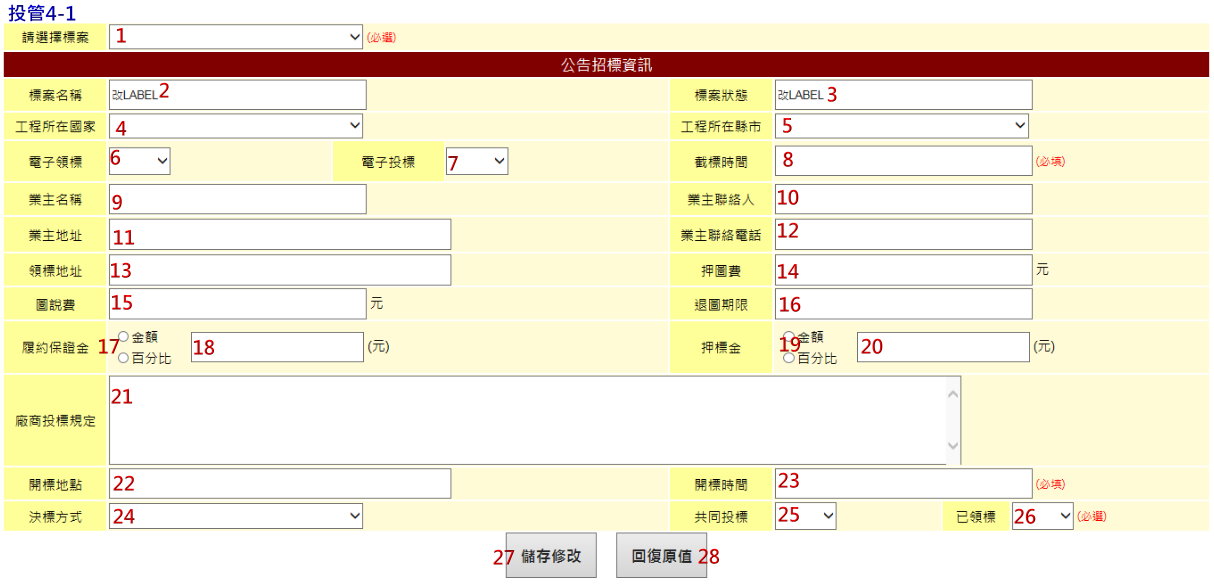 投管4-1
請選擇標案 1 (必選)
公告招標資訊
標案名稱 改LABEL 2 標案狀態 改LABEL 3
工程所在國家 4 工程所在縣市 5
電子領標 6 電子投標 7 截標時間 8 (必填)
業主名稱 9 業主聯絡人 10
業主地址 11 業主聯絡電話 12
領標地址 13 押圖費 14 元
圖說費 15 元 退圖期限 16
履約保證金 17 金額 百分比 18 (元) 押標金 19 金額 百分比 20 (元)
廠商投標規定 21
開標地點 22 開標時間 23 (必填)
決標方式 24 共同投標 25 已領標 26 (必選)
27 儲存修改 回復原值 28